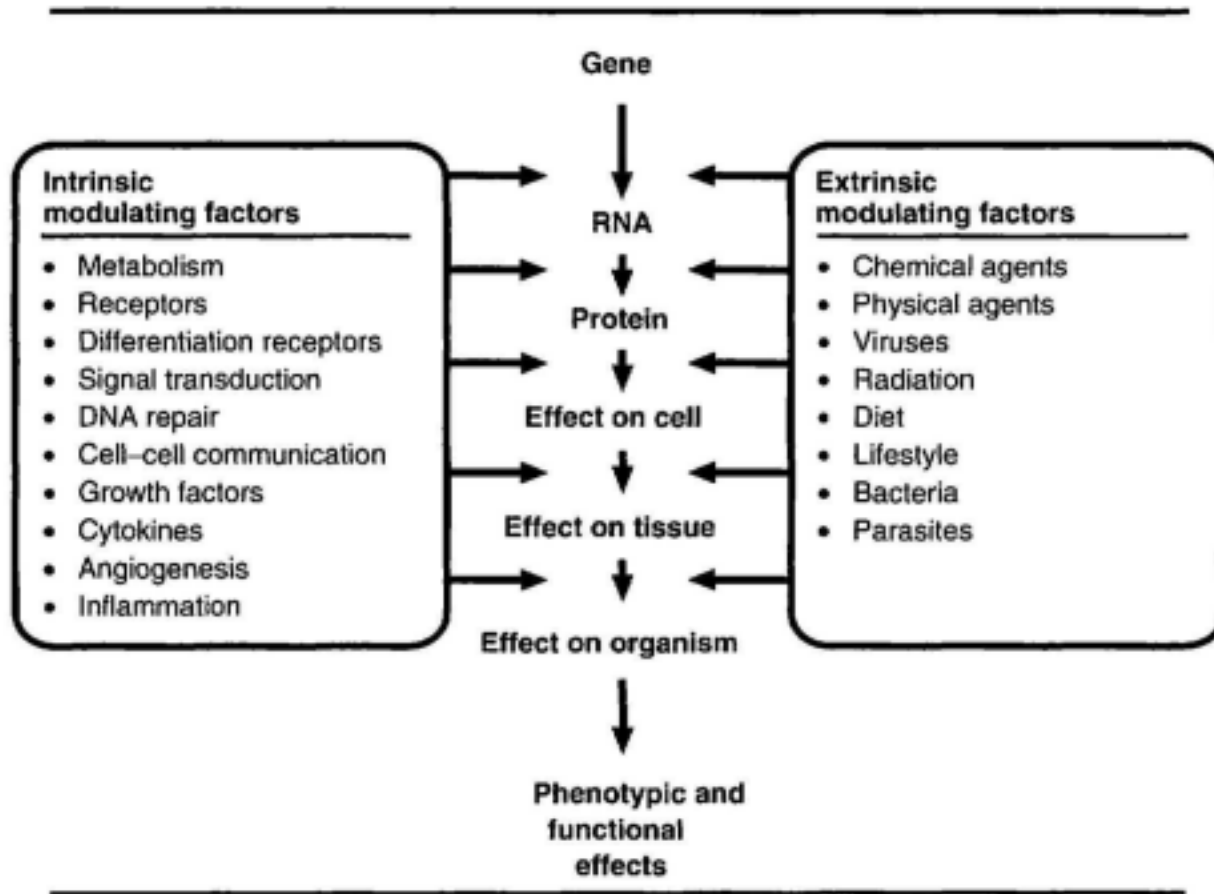 Gene
Intrinsic
modulating factors
• Metabolism
• Receptors
• Differentiation receptors
• Signal transduction
• DNA repair
• Cell–cell communication
• Growth factors
• Cytokines
• Angiogenesis
• Inflammation
RNA
Protein
Effect on cell
Effect on tissue
Effect on organism
Phenotypic and
functional
effects
Extrinsic
modulating factors
• Chemical agents
• Physical agents
• Viruses
• Radiation
• Diet
• Lifestyle
• Bacteria
• Parasites